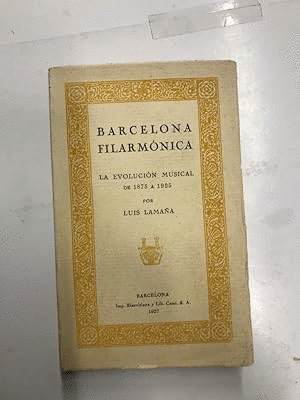 BARCELONA
FILARMÓNICA
LA EVOLUCIÓN MUSICAL
DE 1875 A 1925
POR
LUIS LAMAÑA
BARCELONA
Imp. Elzeviriana y Lib. Camí, S. A.
1927